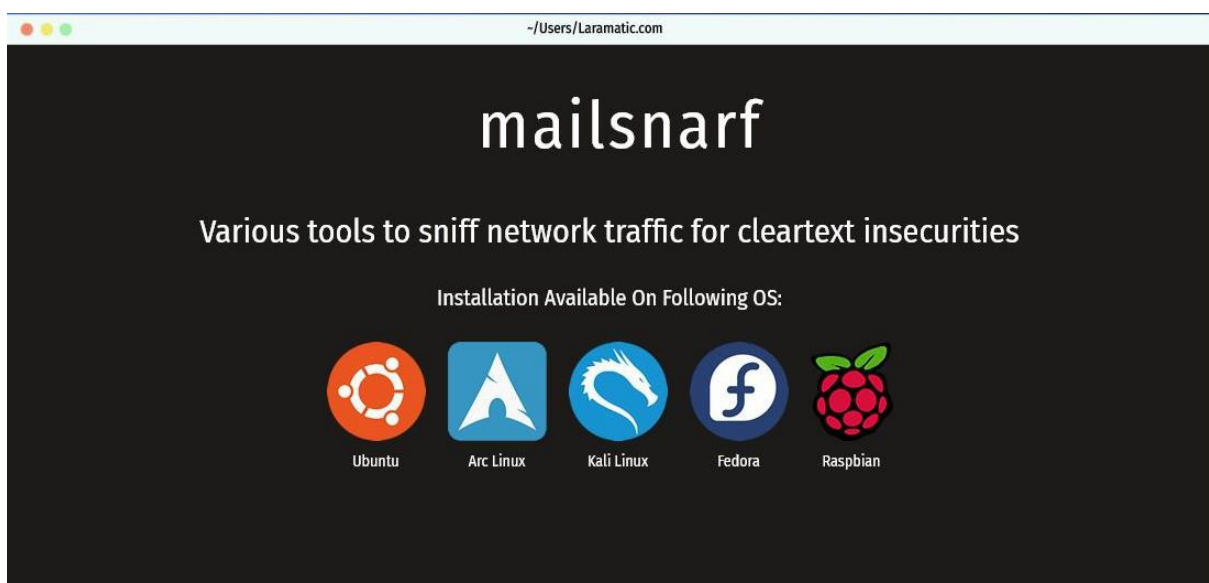 ~/Users/Laramatic.com
mailsnarf
Various tools to sniff network traffic for cleartext insecurities
Installation Available On Following OS:
Ubuntu Arc Linux Kali Linux Fedora Raspbian